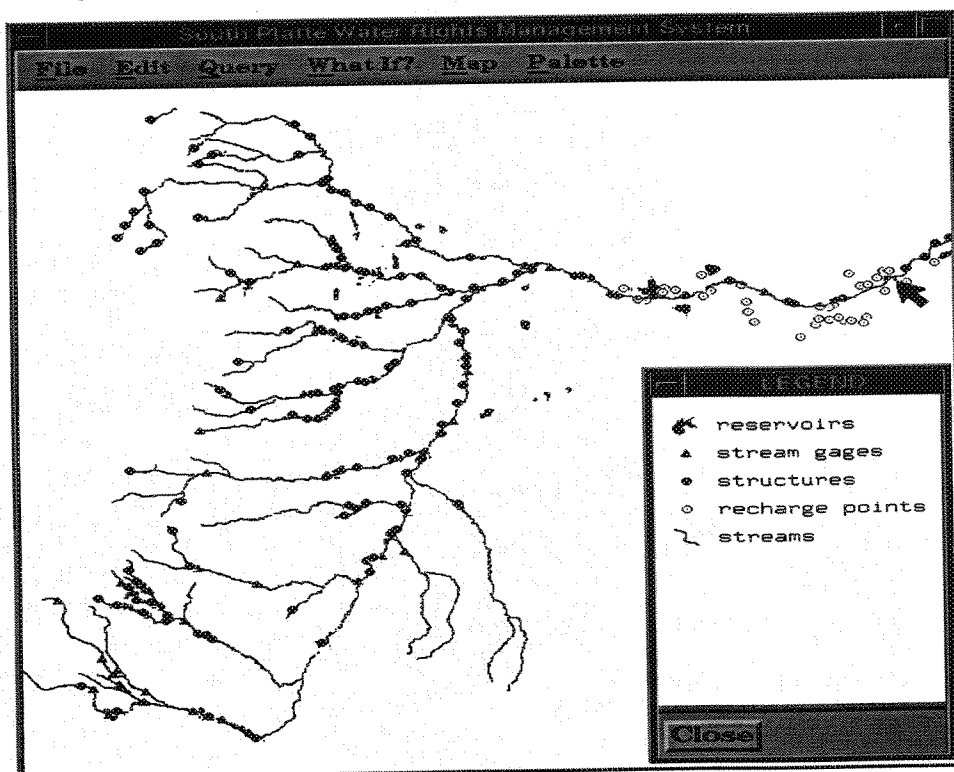 South Platte Water Rights Management System
File Edit Query What If? Map Palette
LEGEND
reservoirs
stream gages
structures
recharge points
streams
Close